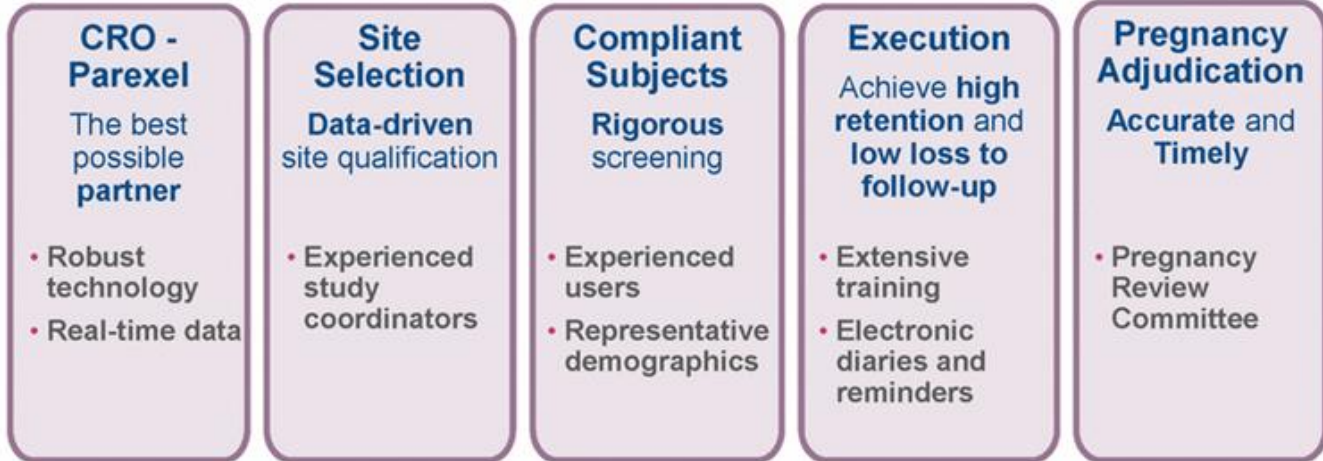 CRO -
Parexel
The best
possible
partner
• Robust
technology
• Real-time data
Site
Selection
Data-driven
site qualification
• Experienced
study
coordinators
Compliant
Subjects
Rigorous
screening
• Experienced
users
• Representative
demographics
Execution
Achieve high
retention and
low loss to
follow-up
• Extensive
training
• Electronic
diaries and
reminders
Pregnancy
Adjudication
Accurate and
Timely
• Pregnancy
Review
Committee